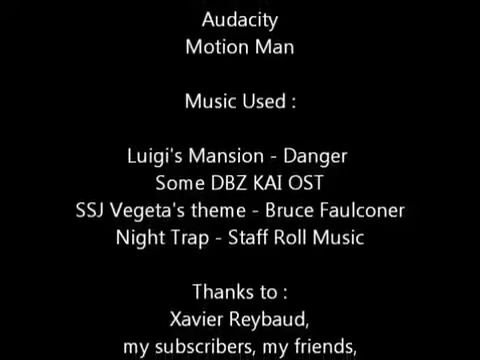 Audacity
Motion Man
Music Used :
Luigi's Mansion - Danger
Some DBZ KAI OST
SSJ Vegeta's theme - Bruce Faulconer
Night Trap - Staff Roll Music
Thanks to :
Xavier Reybaud,
my subscribers, my friends,